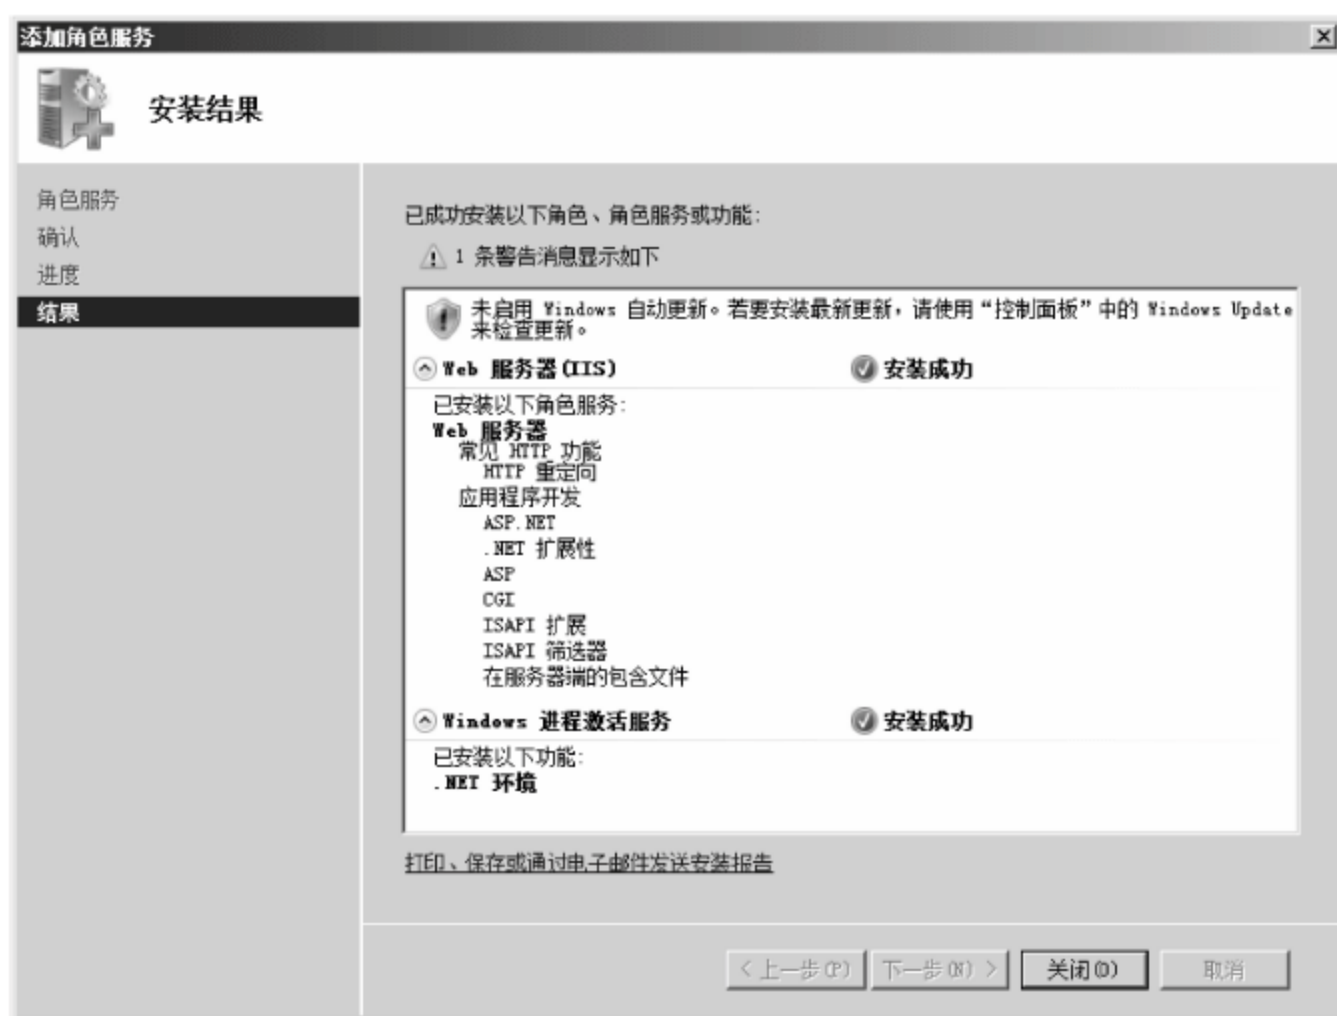 添加角色服务
安装结果
角色服务
确认
进度
结果
已成功安装以下角色、角色服务或功能:
1 条警告消息显示如下
未启用 Windows 自动更新。若要安装最新更新，请使用“控制面板”中的 Windows Update
来检查更新。
Web 服务器(IIS) 安装成功
已安装以下角色服务:
Web 服务器
常见 HTTP 功能
HTTP 重定向
应用程序开发
ASP.NET
.NET 扩展性
ASP
CGI
ISAPI 扩展
ISAPI 筛选器
在服务器端的包含文件
Windows 进程激活服务 安装成功
已安装以下功能:
.NET 环境
打印、保存或通过电子邮件发送安装报告
< 上一步(P) 下一步(N) > 关闭(O) 取消